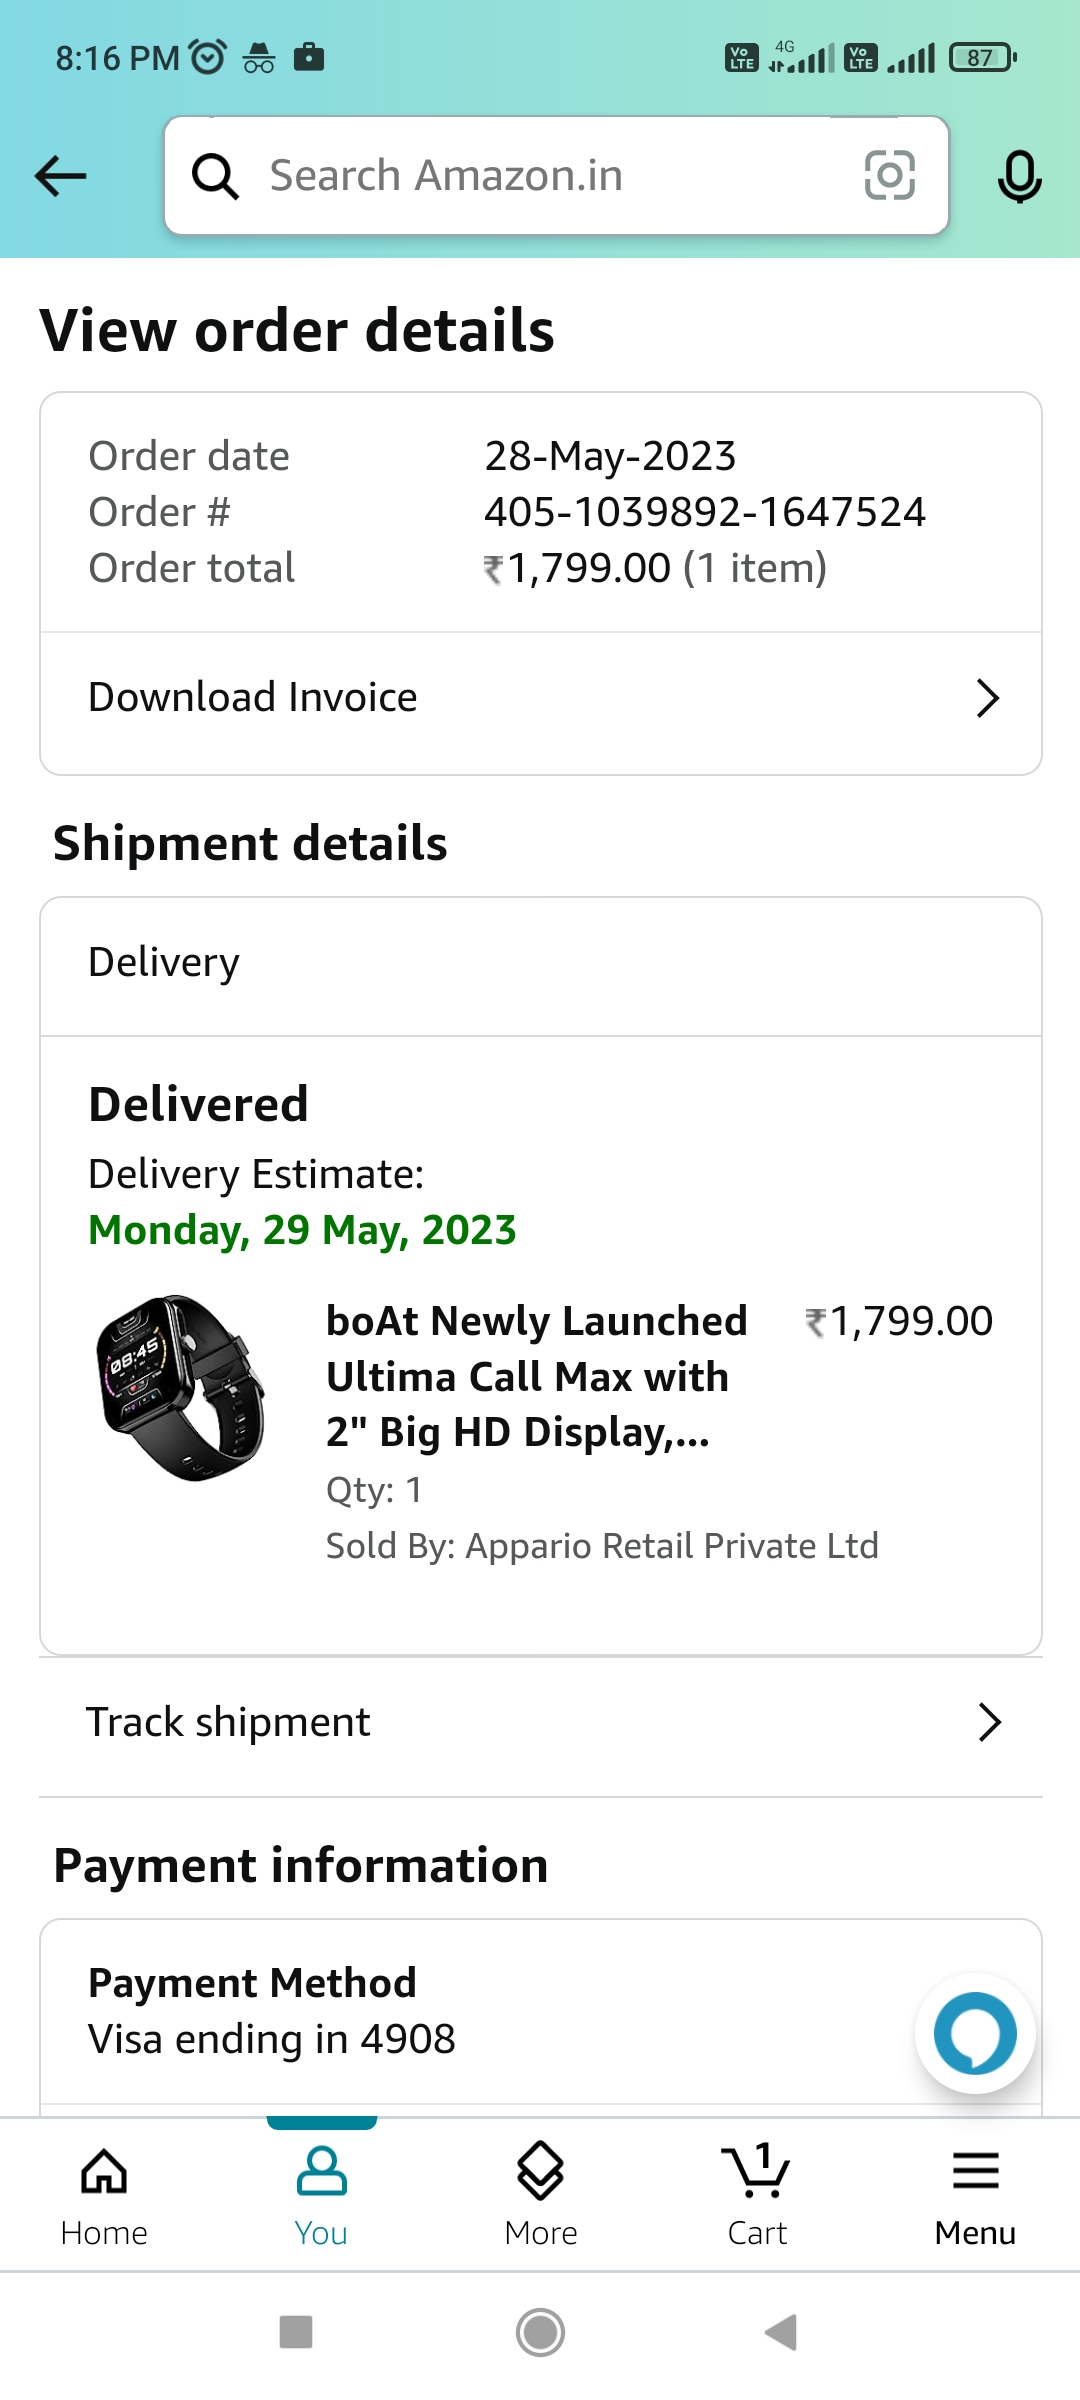 8:16 PM
Vo LTE 4G Vo LTE 87
Search Amazon.in
View order details
Order date 28-May-2023
Order # 405-1039892-1647524
Order total ₹1,799.00 (1 item)
Download Invoice
Shipment details
Delivery
Delivered
Delivery Estimate:
Monday, 29 May, 2023
08:45
boAt Newly Launched ₹1,799.00
Ultima Call Max with
2" Big HD Display,...
Qty: 1
Sold By: Appario Retail Private Ltd
Track shipment
Payment information
Payment Method
Visa ending in 4908
1
Home You More Cart Menu